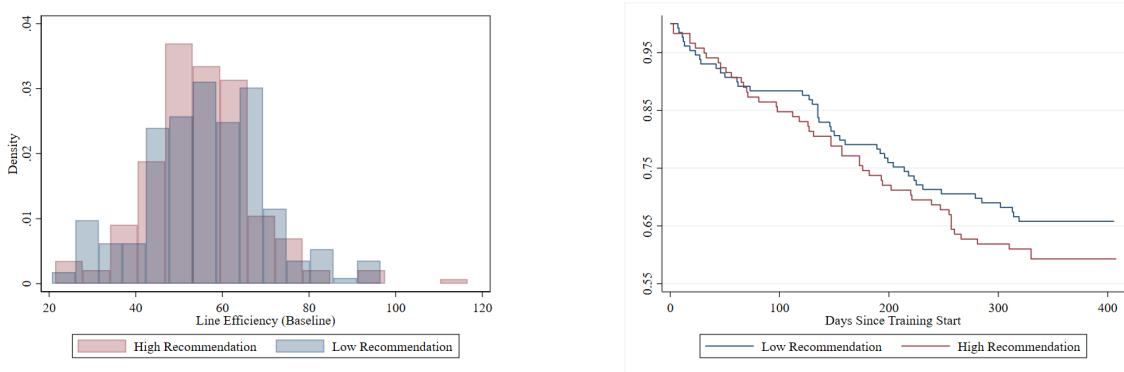 Density
.04
.03
.02
.01
0
20 40 60 80 100 120
Line Efficiency (Baseline)
High Recommendation Low Recommendation
0.95
0.85
0.75
0.65
0.55
0 100 200 300 400
Days Since Training Start
Low Recommendation High Recommendation